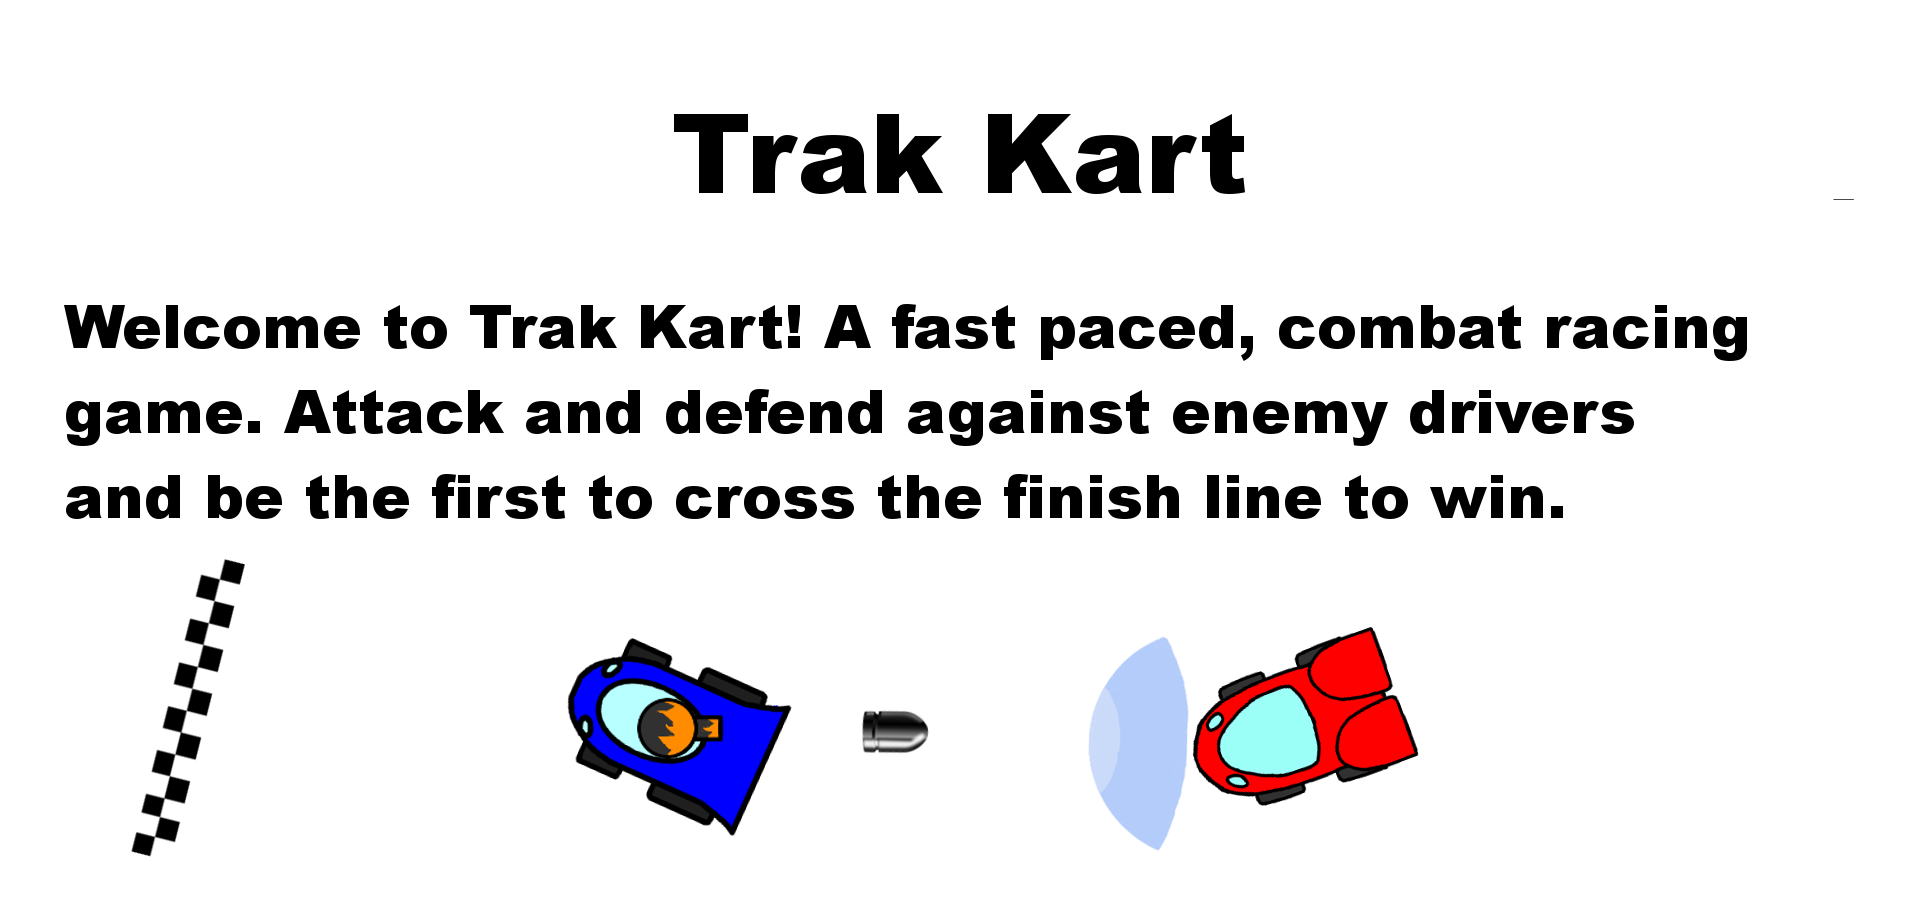 Trak Kart
Welcome to Trak Kart! A fast paced, combat racing
game. Attack and defend against enemy drivers
and be the first to cross the finish line to win.